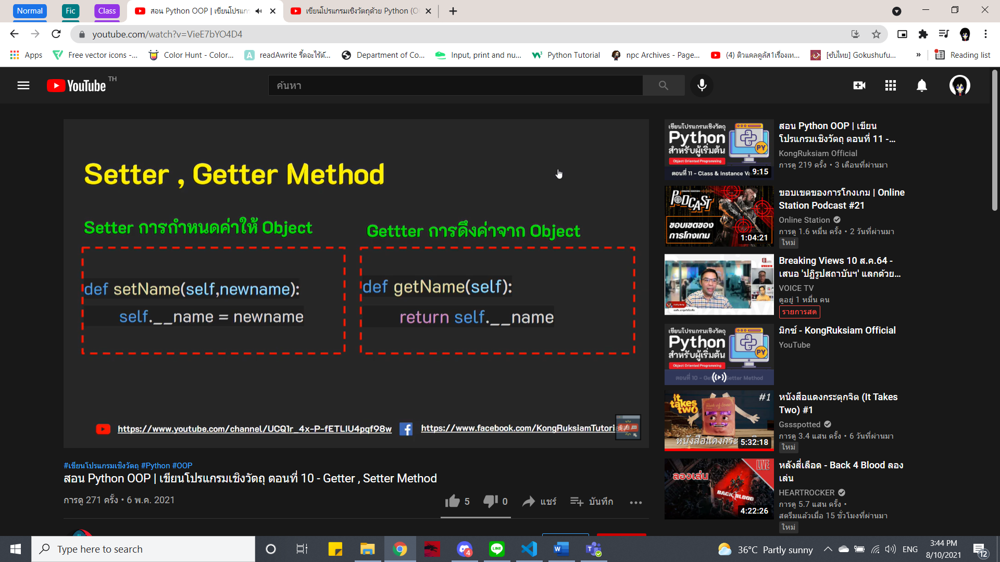 Normal
Fic
Class
สอน Python OOP | เขียนโปรแกร
เขียนโปรแกรมเชิงวัตถุด้วย Python (O
youtube.com/watch?v=VieE7bYO4D4
Apps
Free vector icons -...
Color Hunt - Color...
readAwrite รี้ดอะไร้ต์...
Department of Co...
Input, print and nu...
Python Tutorial
npc Archives - Page...
(4) ติวแคลคูลัส1เรื่องเท...
[ซับไทย] Gokushufu...
»
Reading list
YouTube TH
ค้นหา
Setter , Getter Method
Setter การกำหนดค่าให้ Object
Gettter การดึงค่าจาก Object
def setName(self,newname):
self.__name = newname
def getName(self):
return self.__name
https://www.youtube.com/channel/UCQ1r_4x-P-fETLIU4pqf98w
https://www.facebook.com/KongRuksiamTutorial
#เขียนโปรแกรมเชิงวัตถุ #Python #OOP
สอน Python OOP | เขียนโปรแกรมเชิงวัตถุ ตอนที่ 10 - Getter , Setter Method
การดู 271 ครั้ง • 6 พ.ค. 2021
5
0
แชร์
บันทึก
เขียนโปรแกรมเชิงวัตถุ
Python
สำหรับผู้เริ่มต้น
Object Oriented Programming
PY
ตอนที่ 11 - Class & Instance Va
9:15
สอน Python OOP | เขียน
โปรแกรมเชิงวัตถุ ตอนที่ 11 -...
KongRuksiam Official
การดู 219 ครั้ง • 3 เดือนที่ผ่านมา
ONLINE STATION
PODCAST
ขอบเขตของ
การโกงเกม
1:04:21
ขอบเขตของการโกงเกม | Online
Station Podcast #21
Online Station
การดู 1.6 หมื่น ครั้ง • 2 วันที่ผ่านมา
ใหม่
Breaking Views 10 ส.ค.64 -
เสนอ 'ปฏิรูปสถาบันฯ' แลกด้วย...
VOICE TV
ดูอยู่ 1 หมื่น คน
รายการสด
เขียนโปรแกรมเชิงวัตถุ
Python
สำหรับผู้เริ่มต้น
Object Oriented Programming
PY
ตอนที่ 10 - Getter Setter Method
มิกซ์ - KongRuksiam Official
YouTube
it takes two
#1
Book of Love
หนังสือแดงกระ
5:32:18
หนังสือแดงกระตุกจิต (It Takes
Two) #1
Gssspotted
การดู 3.4 แสน ครั้ง • 6 วันที่ผ่านมา
ใหม่
ลองเล่น
LIVE
BACK 4 BLOOD
4:22:26
หลังสี่เลือด - Back 4 Blood ลอง
เล่น
HEARTROCKER
การดู 5.7 แสน ครั้ง •
สตรีมแล้วเมื่อ 15 ชั่วโมงที่ผ่านมา
ใหม่
Type here to search
4
LINE
36°C Partly sunny
ENG
3:44 PM
8/10/2021
12